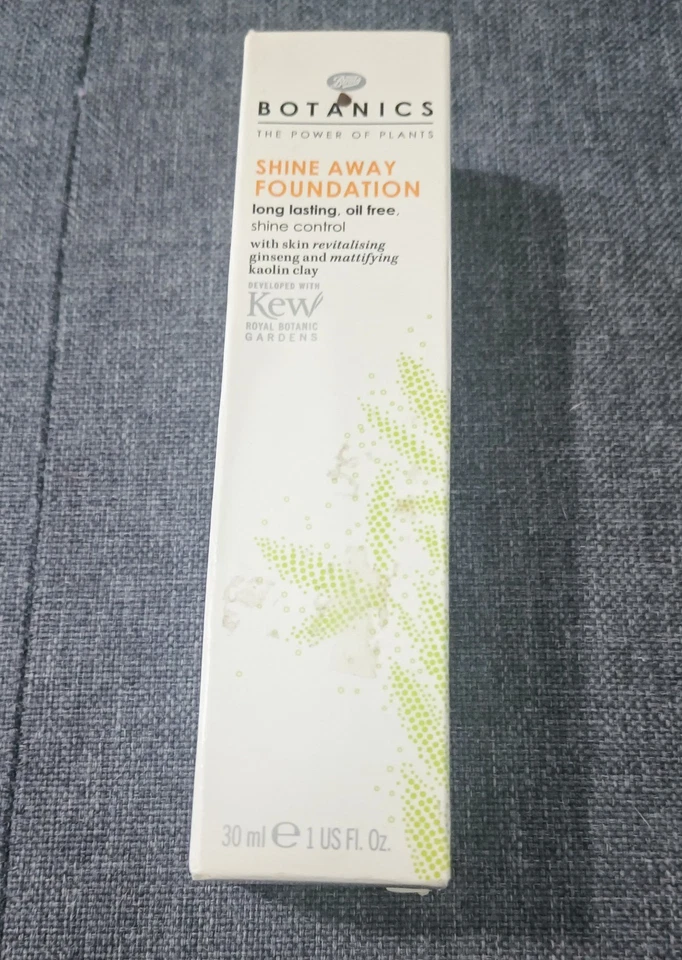 Boots
BOTANICS
THE POWER OF PLANTS
SHINE AWAY
FOUNDATION
long lasting, oil free,
shine control
with skin revitalising
ginseng and mattifying
kaolin clay
DEVELOPED WITH
Kew
ROYAL BOTANIC
GARDENS
30 ml e 1 US Fl. Oz.